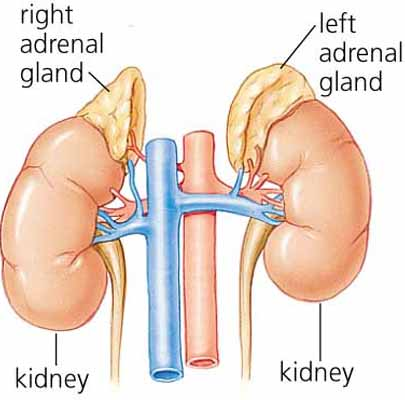 right
adrenal
gland
left
adrenal
gland
kidney
kidney